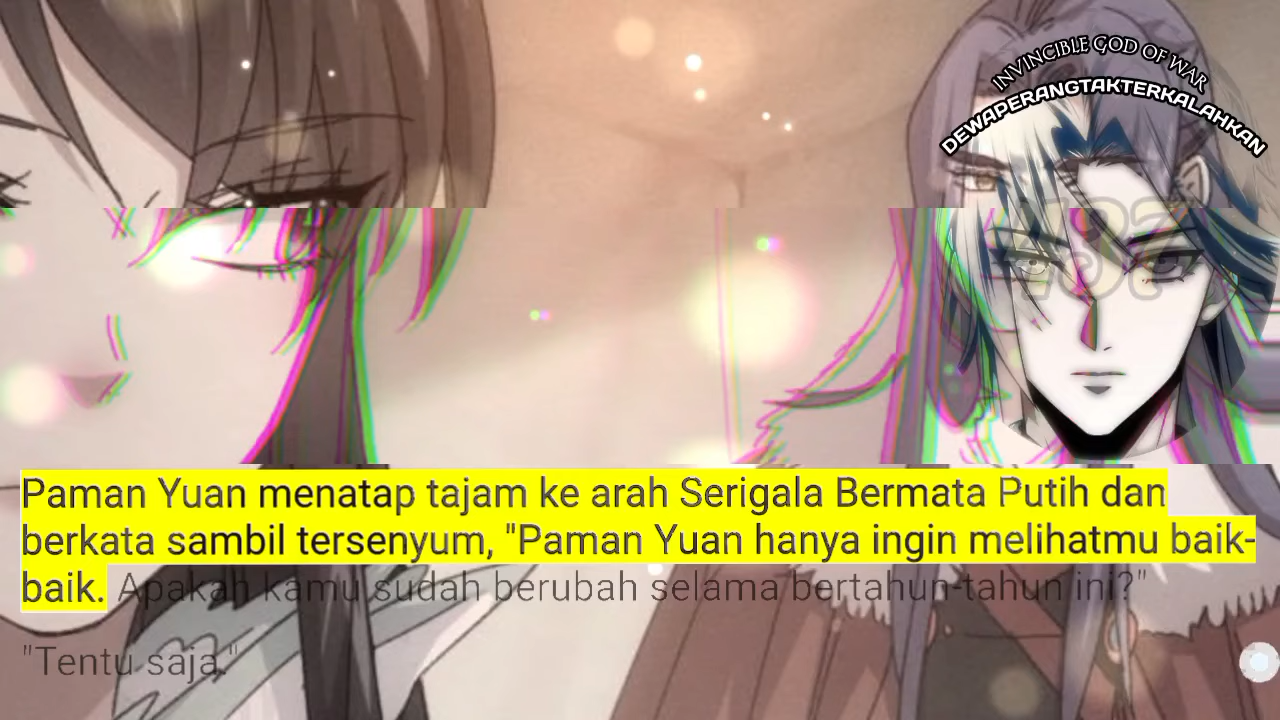 INVINCIBLE GOD OF WAR
DEWAPERANGTAKTERKALAHKAN
Paman Yuan menatap tajam ke arah Serigala Bermata Putih dan
berkata sambil tersenyum, "Paman Yuan hanya ingin melihatmu baik-
baik. Apakah kamu sudah berubah selama bertahun-tahun ini?"
"Tentu saja."